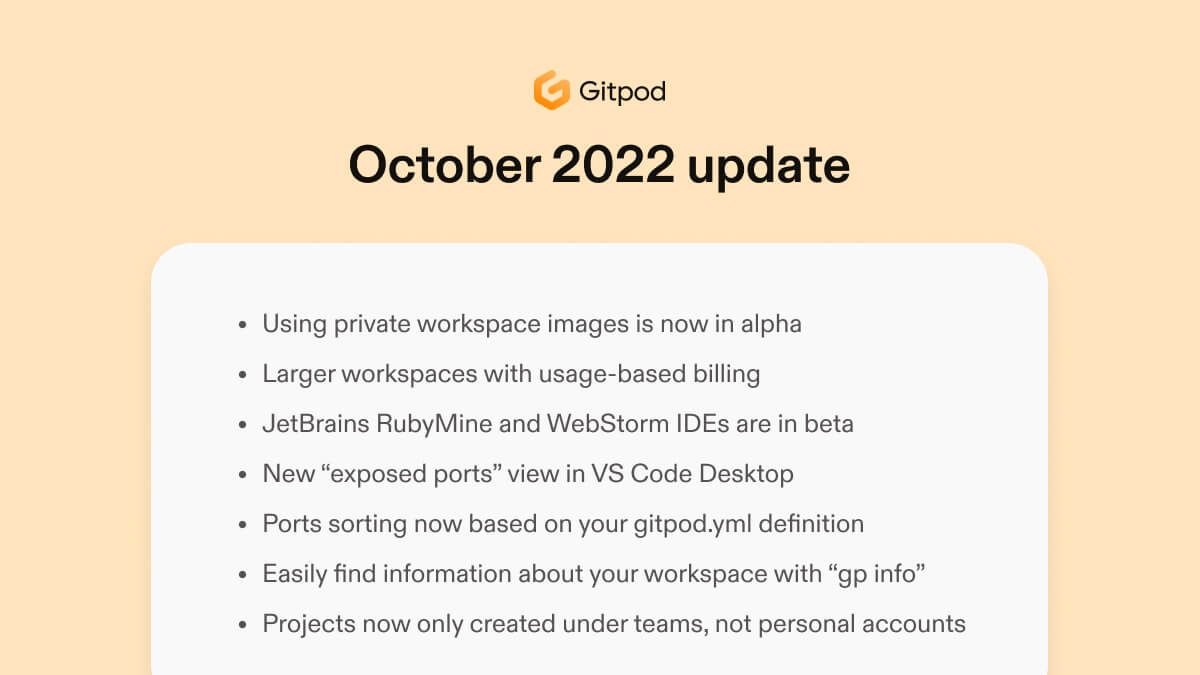 Gitpod
October 2022 update
• Using private workspace images is now in alpha
• Larger workspaces with usage-based billing
• JetBrains RubyMine and WebStorm IDEs are in beta
• New “exposed ports” view in VS Code Desktop
• Ports sorting now based on your gitpod.yml definition
• Easily find information about your workspace with “gp info”
• Projects now only created under teams, not personal accounts